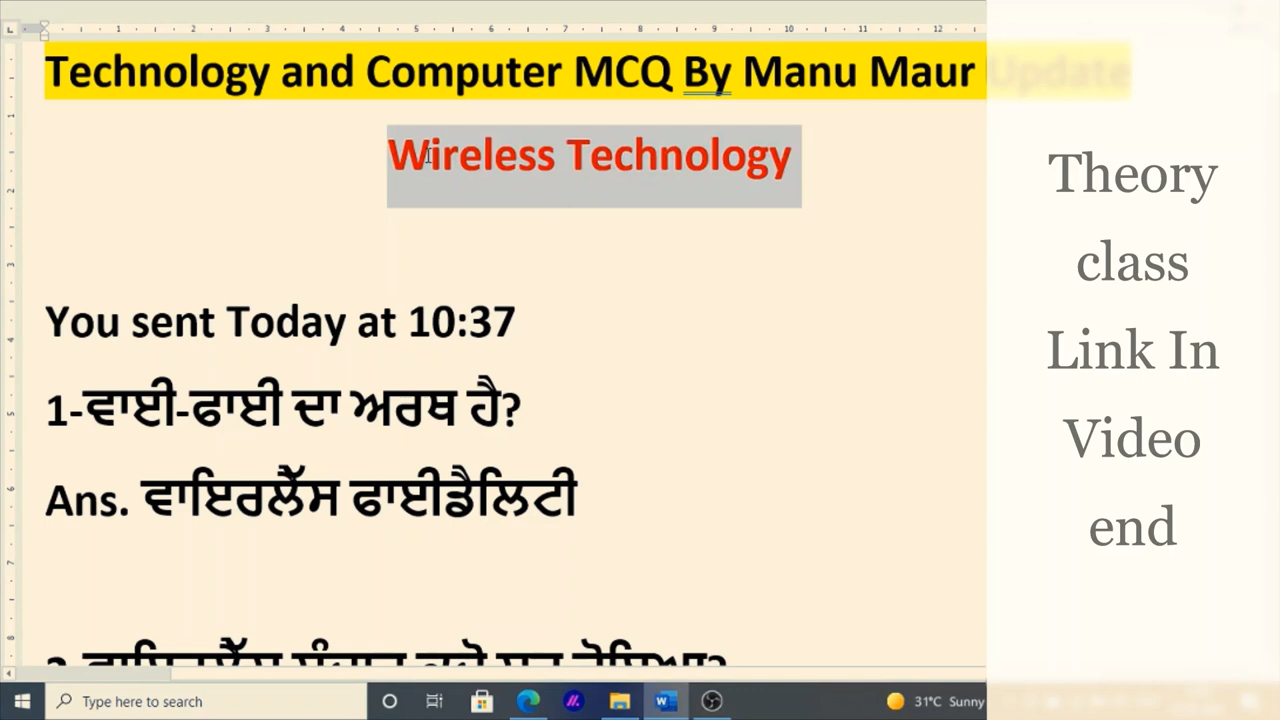 Technology and Computer MCQ By Manu Maur Update
Wireless Technology
You sent Today at 10:37
1-ਵਾਈ-ਫਾਈ ਦਾ ਅਰਥ ਹੈ?
Ans. ਵਾਇਰਲੈੱਸ ਫਾਈਡੈਲਿਟੀ
Theory
class
Link In
Video
end
Type here to search
31°C Sunny